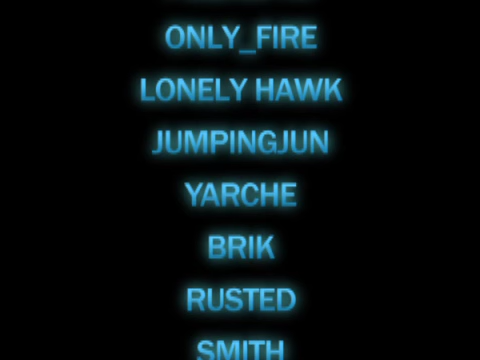 ONLY_FIRE
LONELY HAWK
JUMPINGJUN
YARCHE
BRIK
RUSTED
SMITH